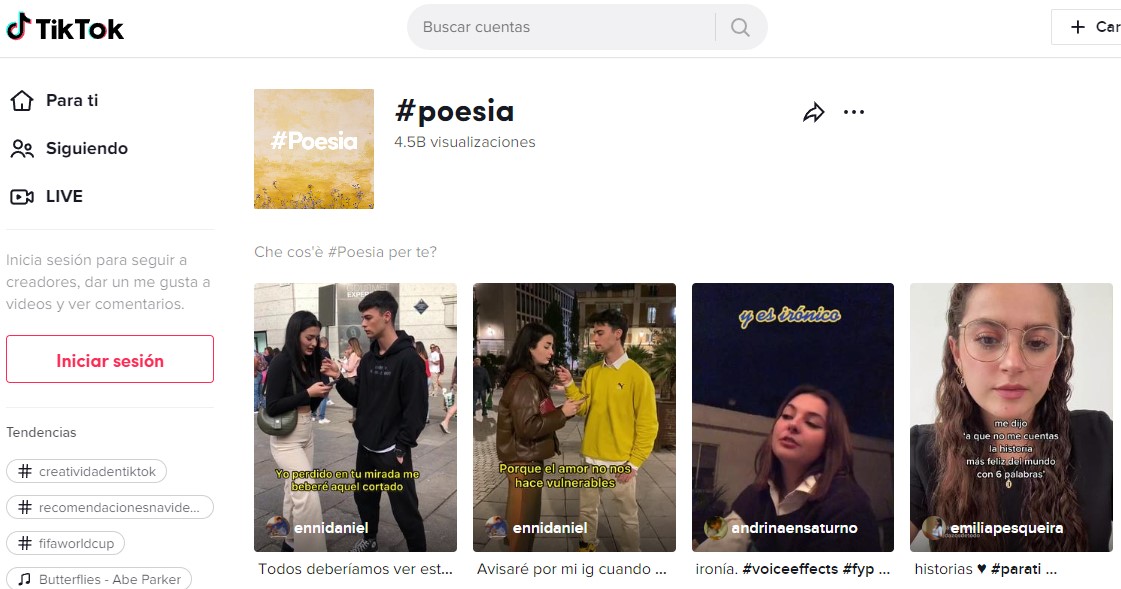 TikTok
Buscar cuentas
Car
Para ti
Siguiendo
LIVE
Inicia sesión para seguir a
creadores, dar un me gusta a
videos y ver comentarios.
Iniciar sesión
Tendencias
# creatividadentiktok
# recomendacionesnavide...
# fifaworldcup
Butterflies - Abe Parker
#Poesia
#poesia
4.5B visualizaciones
Che cos'è #Poesia per te?
Yo perdido en tu mirada me
beberé aquel cortado
ennidaniel
Todos deberíamos ver est...
Porque el amor no nos
hace vulnerables
ennidaniel
Avisaré por mi ig cuando ...
y es irónico
andrinaensaturno
ironía. #voiceeffects #fyp ...
me dijo
'a que no me cuentas
la historia
más feliz del mundo
con 6 palabras'
emiliapesqueira
historias ♥ #parati ...